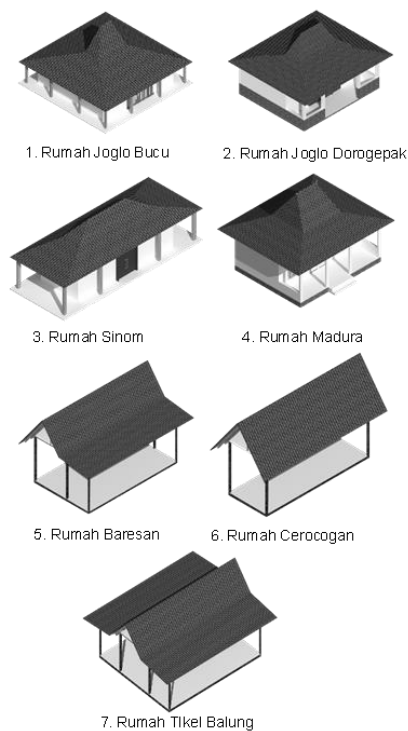 1. Rumah Joglo Bucu
2. Rumah Joglo Dorogepak
3. Rumah Sinom
4. Rumah Madura
5. Rumah Baresan
6. Rumah Cerocogan
7. Rumah TIkel Balung